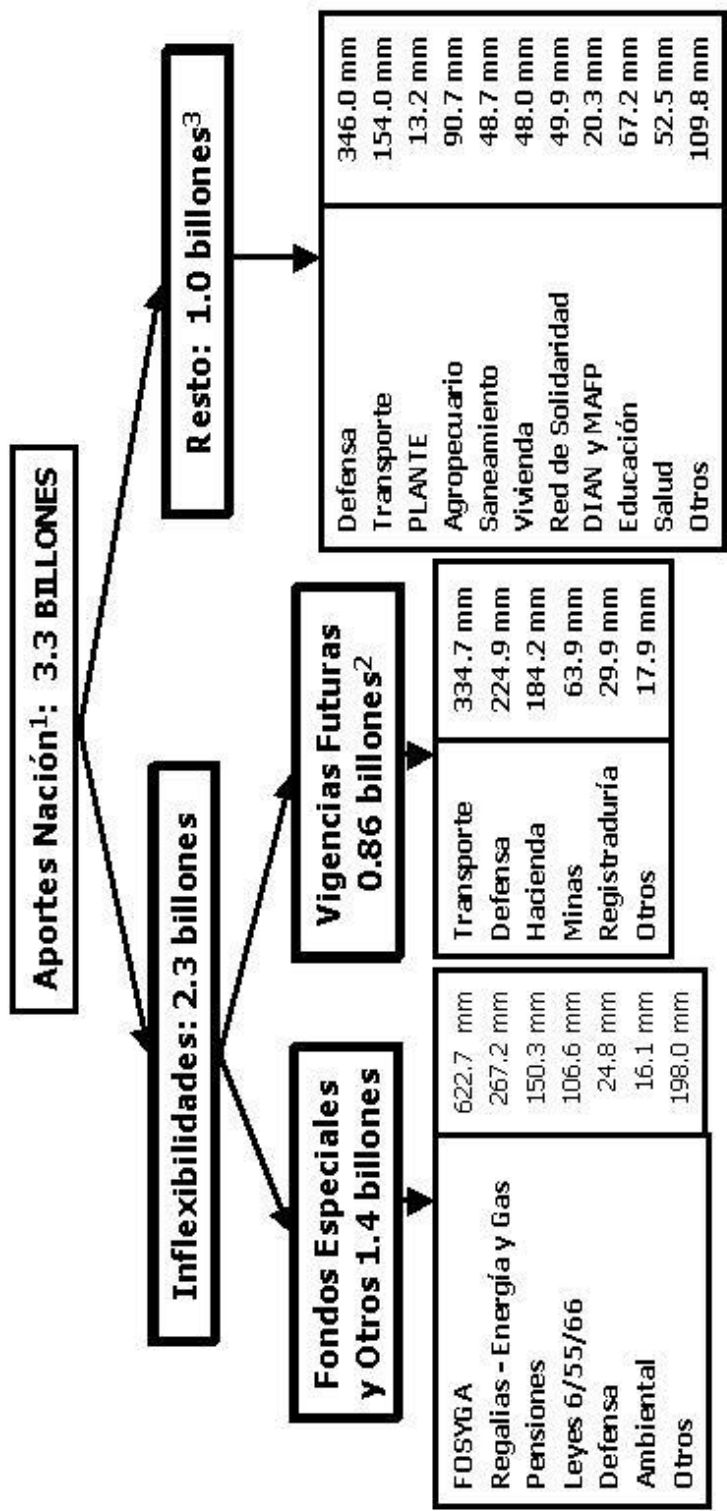 Aportes Nación¹: 3.3 BILLONES
Inflexibilidades: 2.3 billones
Resto: 1.0 billones³
Fondos Especiales
y Otros 1.4 billones
Vigencias Futuras
0.86 billones²
FOSYGA 622.7 mm
Regalias - Energía y Gas 267.2 mm
Pensiones 150.3 mm
Leyes 6/55/66 106.6 mm
Defensa 24.8 mm
Ambiental 16.1 mm
Otros 198.0 mm
Transporte 334.7 mm
Defensa 224.9 mm
Hacienda 184.2 mm
Minas 63.9 mm
Registraduría 29.9 mm
Otros 17.9 mm
Defensa 346.0 mm
Transporte 154.0 mm
PLANTE 13.2 mm
Agropecuario 90.7 mm
Saneamiento 48.7 mm
Vivienda 48.0 mm
Red de Solidaridad 49.9 mm
DIAN y MAFP 20.3 mm
Educación 67.2 mm
Salud 52.5 mm
Otros 109.8 mm